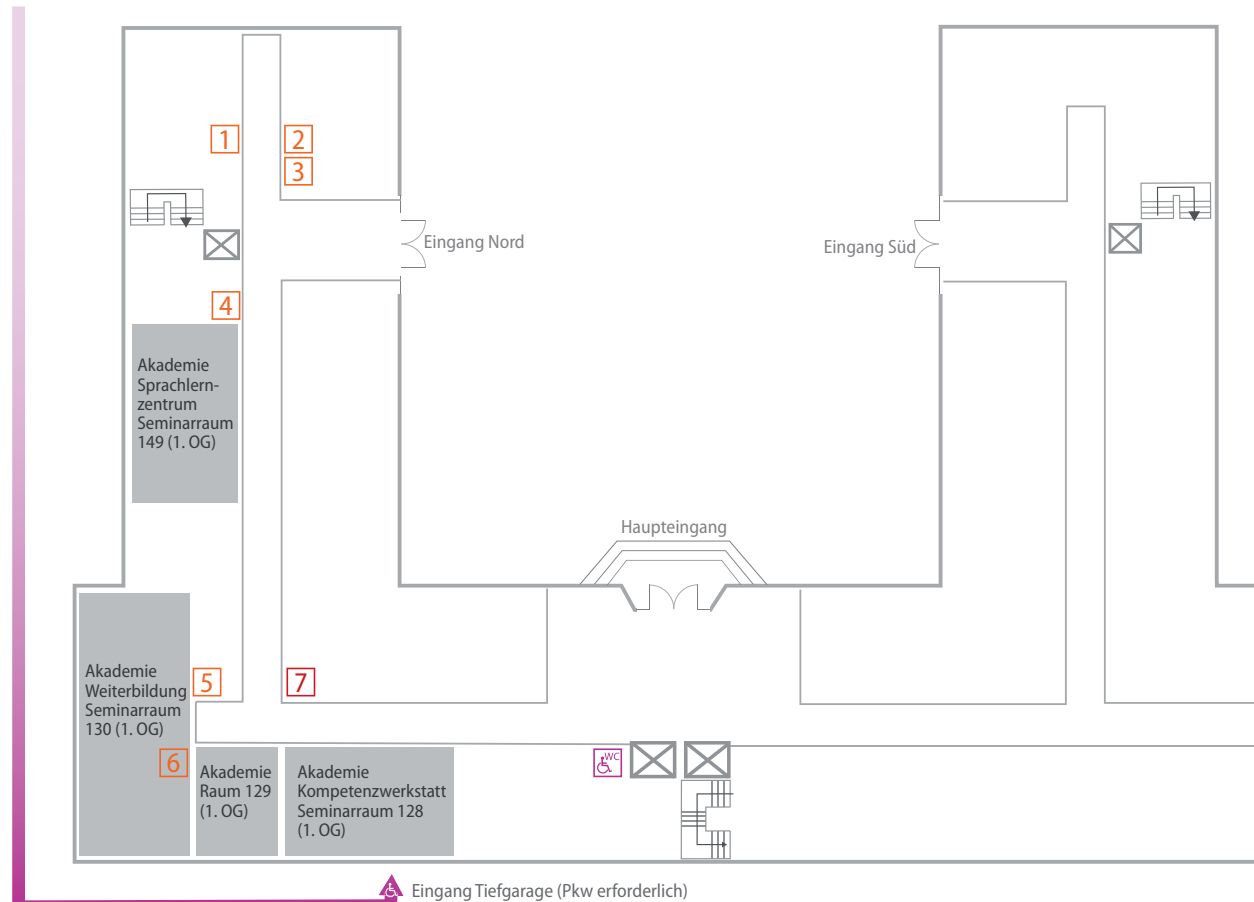 1
2
3
Eingang Nord
Eingang Süd
4
Akademie
Sprachlern-
zentrum
Seminarraum
149 (1. OG)
Haupteingang
Akademie
Weiterbildung
Seminarraum
130 (1. OG)
5
7
6
Akademie
Raum 129
(1. OG)
Akademie
Kompetenzwerkstatt
Seminarraum 128
(1. OG)
WC
Eingang Tiefgarage (Pkw erforderlich)